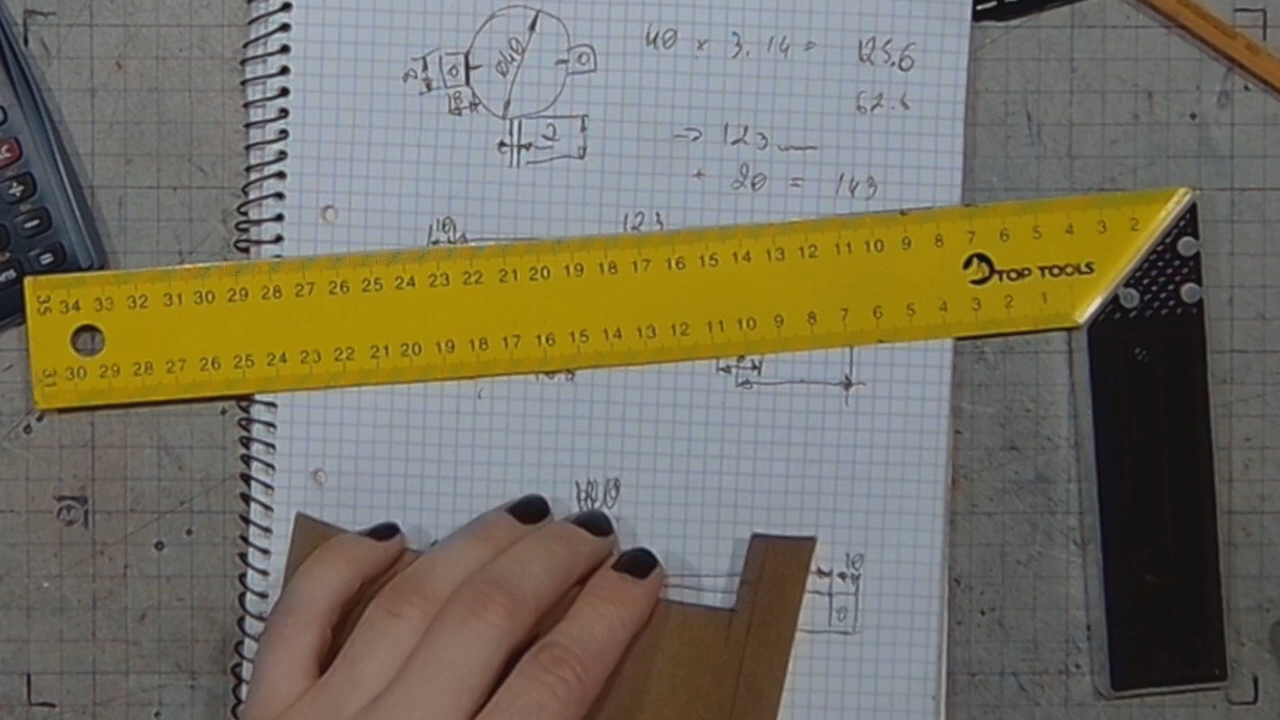 Ø40
40 × 3.14 = 125.6
62.6
2
→ 123
+ 20 = 143
10
123
35 34 33 32 31 30 29 28 27 26 25 24 23 22 21 20 19 18 17 16 15 14 13 12 11 10 9 8 7 6 5 4 3 2
TOP TOOLS
31 30 29 28 27 26 25 24 23 22 21 20 19 18 17 16 15 14 13 12 11 10 9 8 7 6 5 4 3 2 1
10